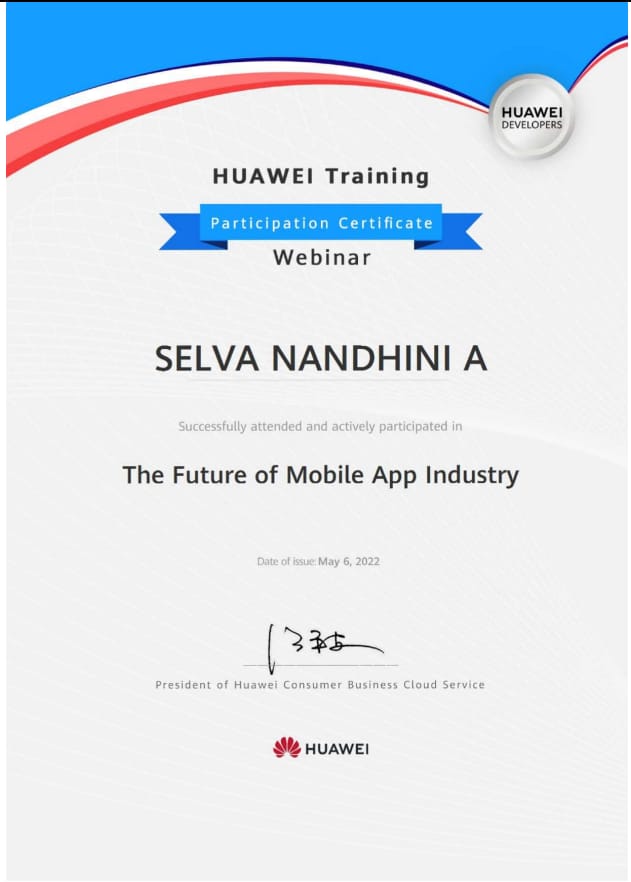 HUAWEI
DEVELOPERS
HUAWEI Training
Participation Certificate
Webinar
SELVA NANDHINI A
Successfully attended and actively participated in
The Future of Mobile App Industry
Date of issue: May 6, 2022
President of Huawei Consumer Business Cloud Service
HUAWEI